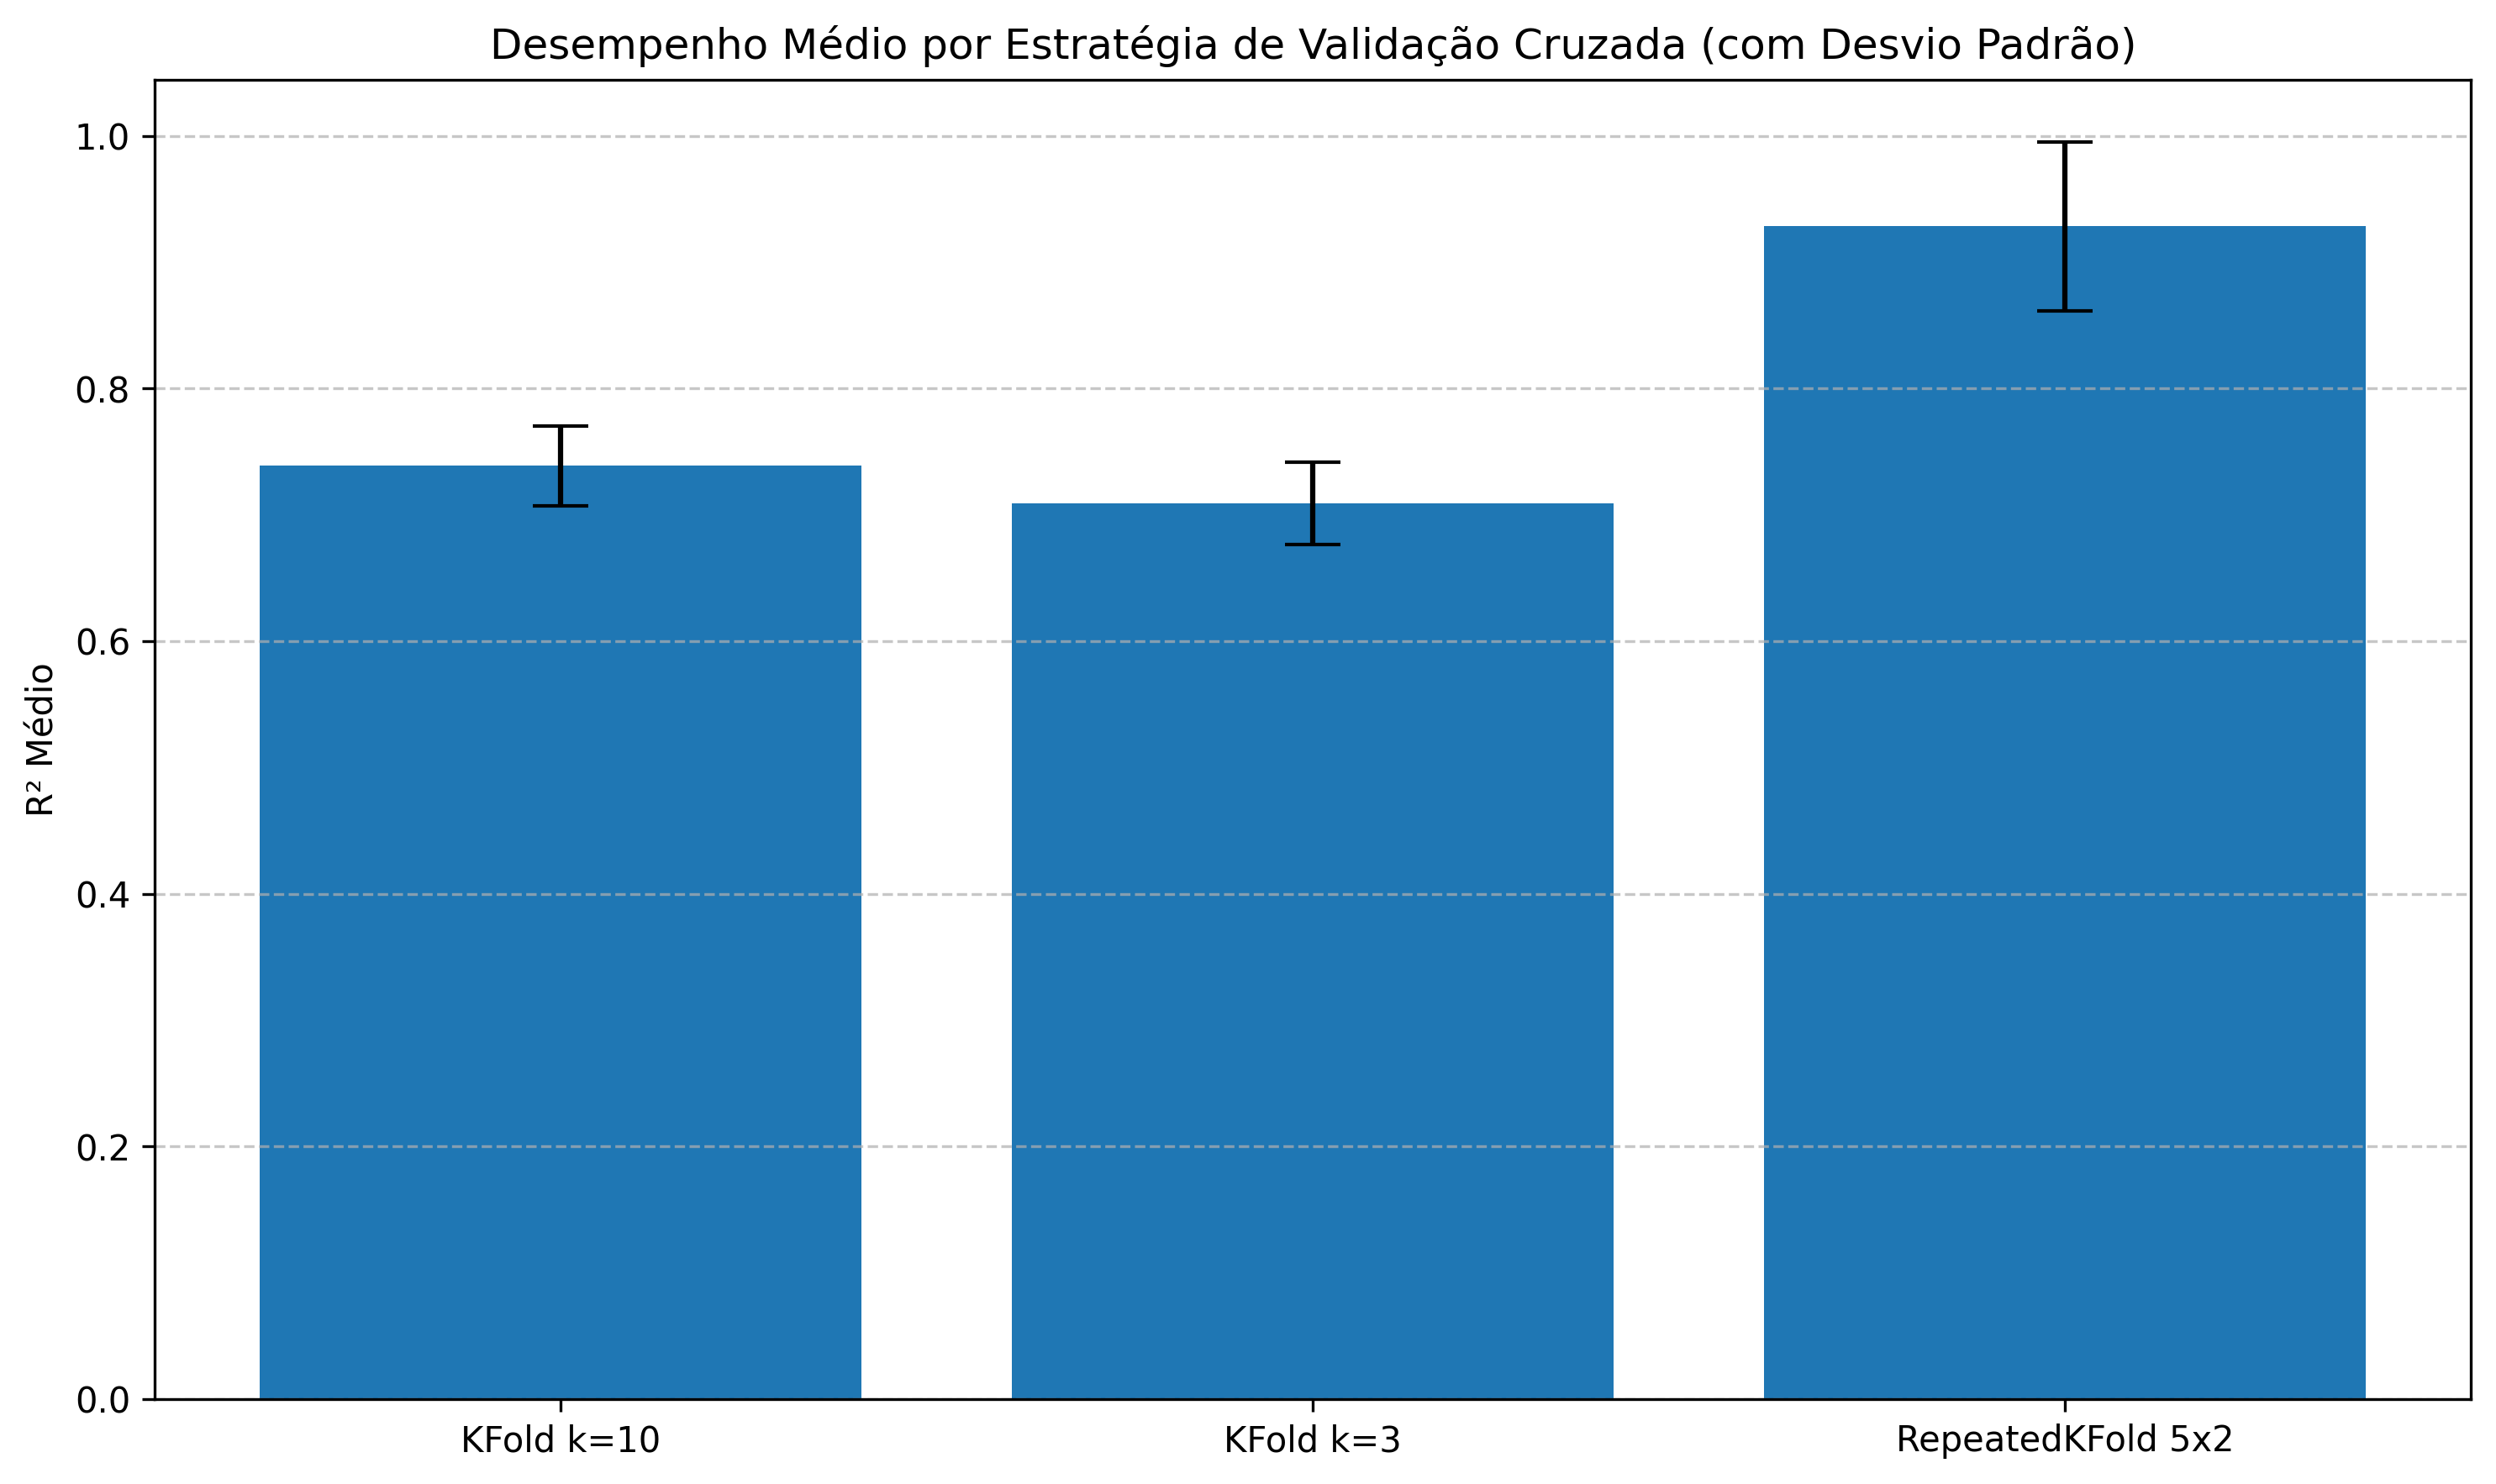 Desempenho Médio por Estratégia de Validação Cruzada (com Desvio Padrão)
R² Médio
1.0
0.8
0.6
0.4
0.2
0.0
KFold k=10
KFold k=3
RepeatedKFold 5x2